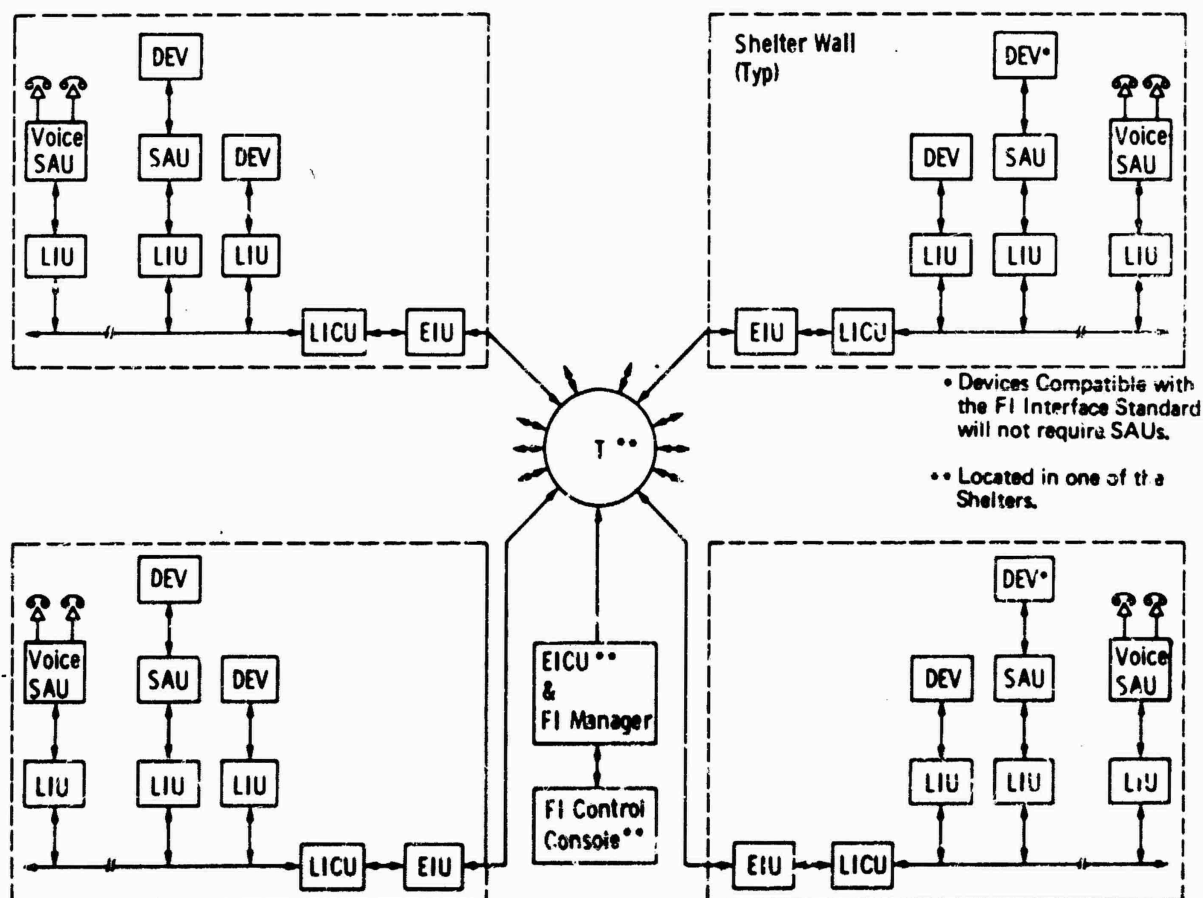 DEV
Voice
SAU
SAU
DEV
LIU
LIU
LIU
LICU
EIU
Shelter Wall
(Typ)
DEV*
DEV
SAU
Voice
SAU
LIU
LIU
LIU
EIU
LICU
* Devices Compatible with
the FI Interface Standard
will not require SAUs.
T **
** Located in one of the
Shelters.
DEV
Voice
SAU
SAU
DEV
LIU
LIU
LIU
LICU
EIU
EICU **
&
FI Manager
FI Control
Console **
DEV*
DEV
SAU
Voice
SAU
LIU
LIU
LIU
EIU
LICU